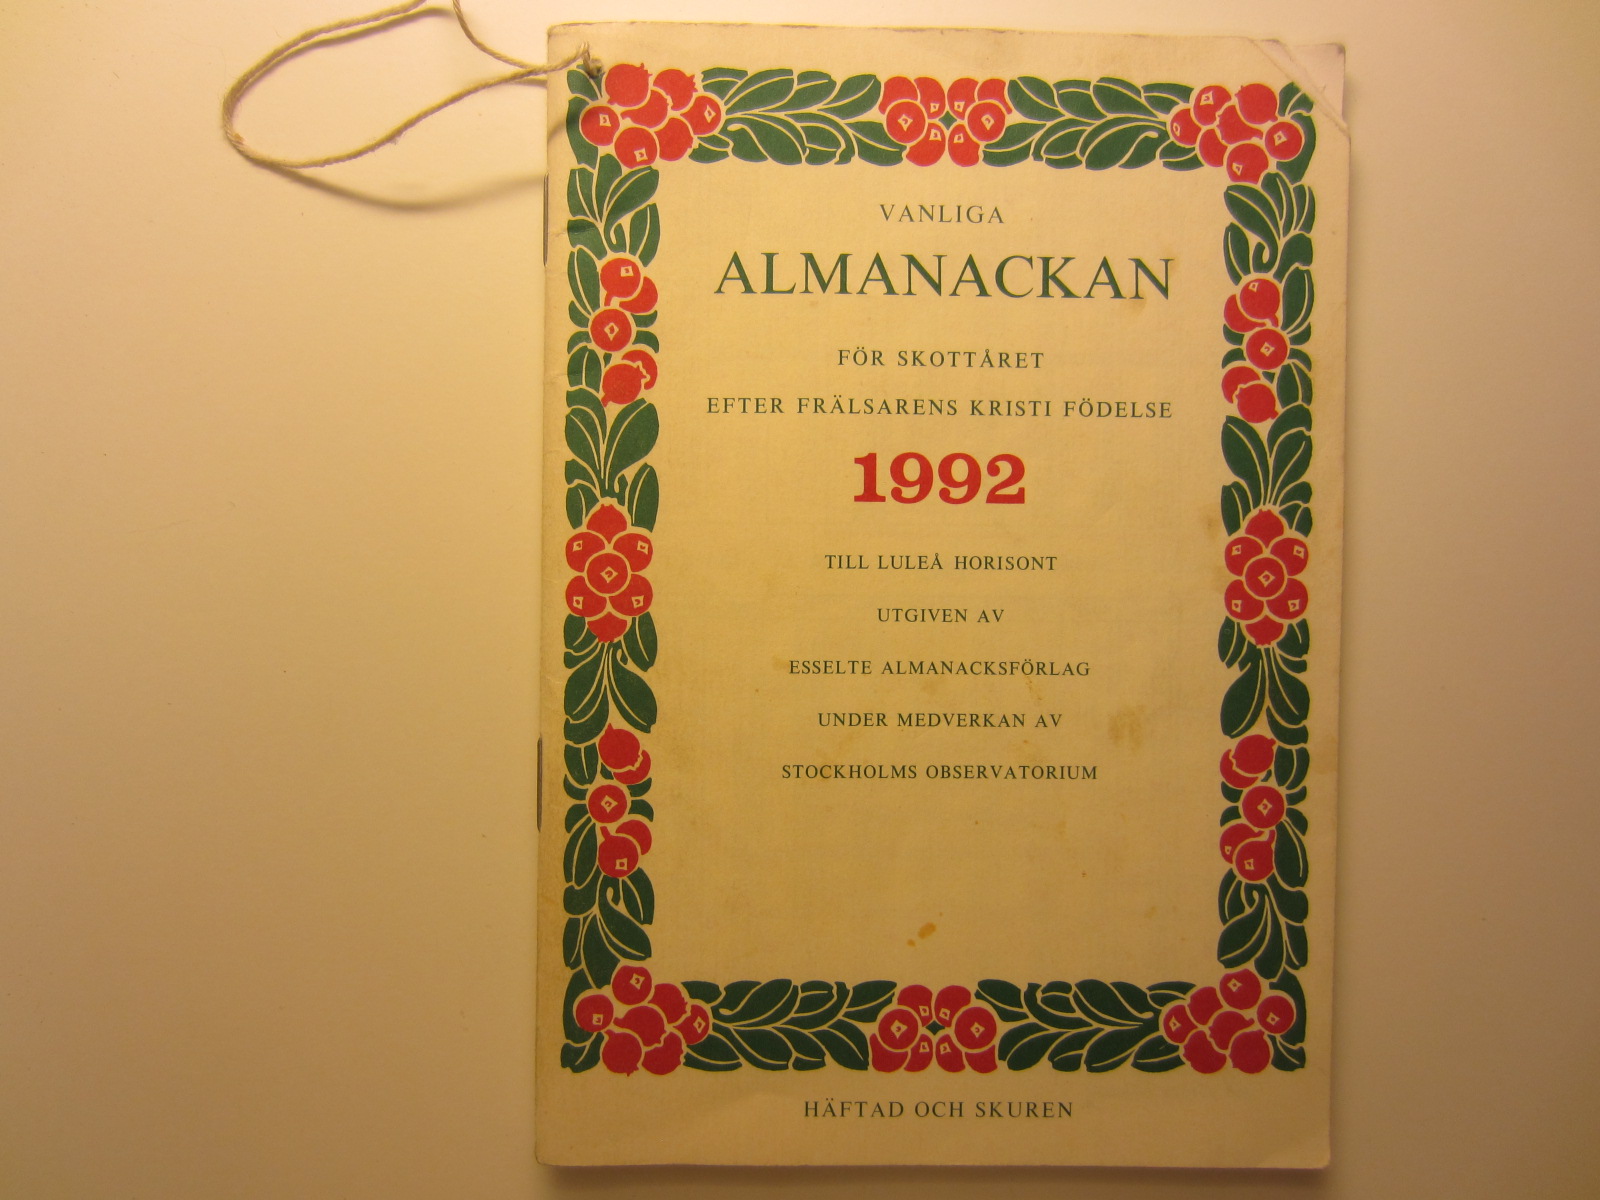 VANLIGA
ALMANACKAN
FÖR SKOTTÅRET
EFTER FRÄLSARENS KRISTI FÖDELSE
1992
TILL LULEÅ HORISONT
UTGIVEN AV
ESSELTE ALMANACKSFÖRLAG
UNDER MEDVERKAN AV
STOCKHOLMS OBSERVATORIUM
HÄFTAD OCH SKUREN